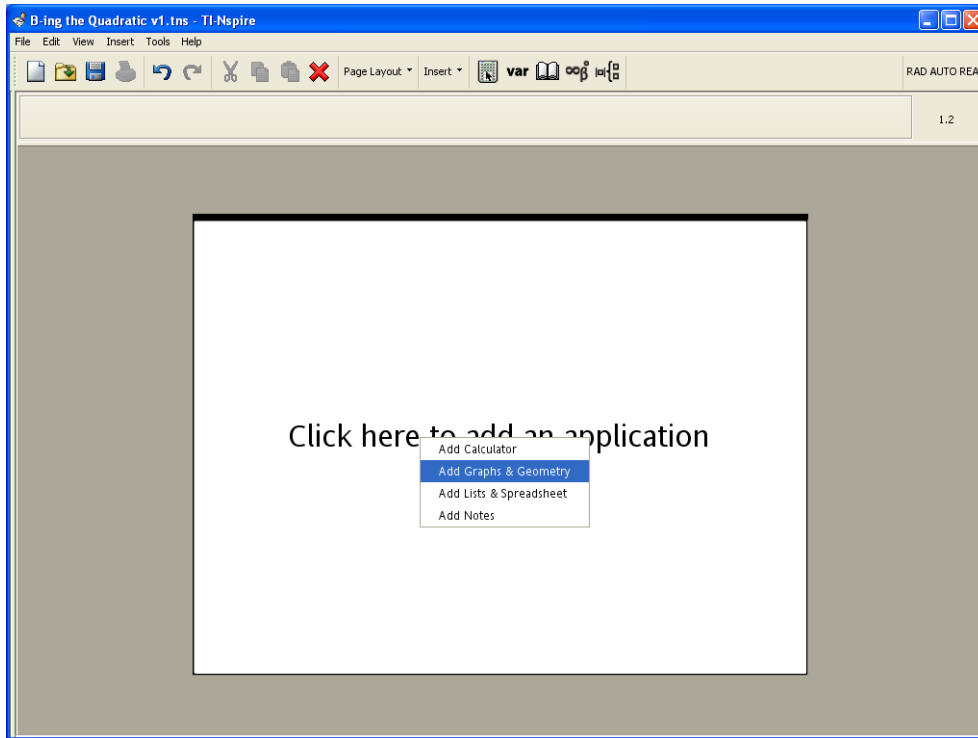 B-ing the Quadratic v1.tns - TI-Nspire
File Edit View Insert Tools Help
Page Layout Insert var ∞β° RAD AUTO REA
1.2
Click here to add an application
Add Calculator
Add Graphs & Geometry
Add Lists & Spreadsheet
Add Notes